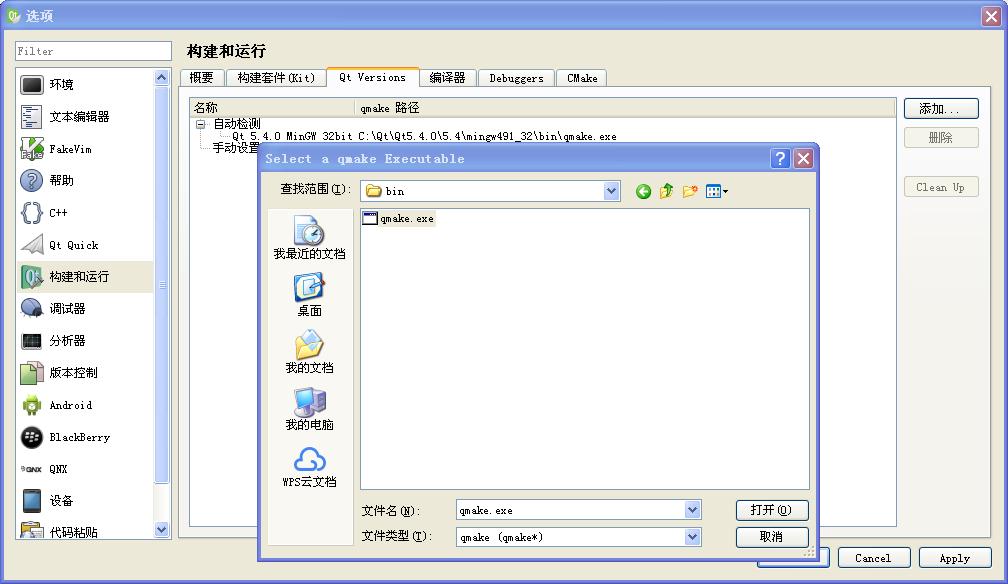 选项
Filter
构建和运行
环境
文本编辑器
FakeVim
帮助
C++
Qt Quick
构建和运行
调试器
分析器
版本控制
Android
BlackBerry
QNX
设备
代码粘贴
概要 构建套件(Kit) Qt Versions 编译器 Debuggers CMake
名称 qmake 路径
自动检测
Qt 5.4.0 MinGW 32bit C:\Qt\Qt5.4.0\5.4\mingw491_32\bin\qmake.exe
手动设置
添加...
删除
Clean Up
Select a qmake Executable
查找范围(I): bin
我最近的文档
桌面
我的文档
我的电脑
WPS云文档
qmake.exe
文件名(N): qmake.exe 打开(O)
文件类型(T): qmake (qmake*) 取消
Cancel Apply